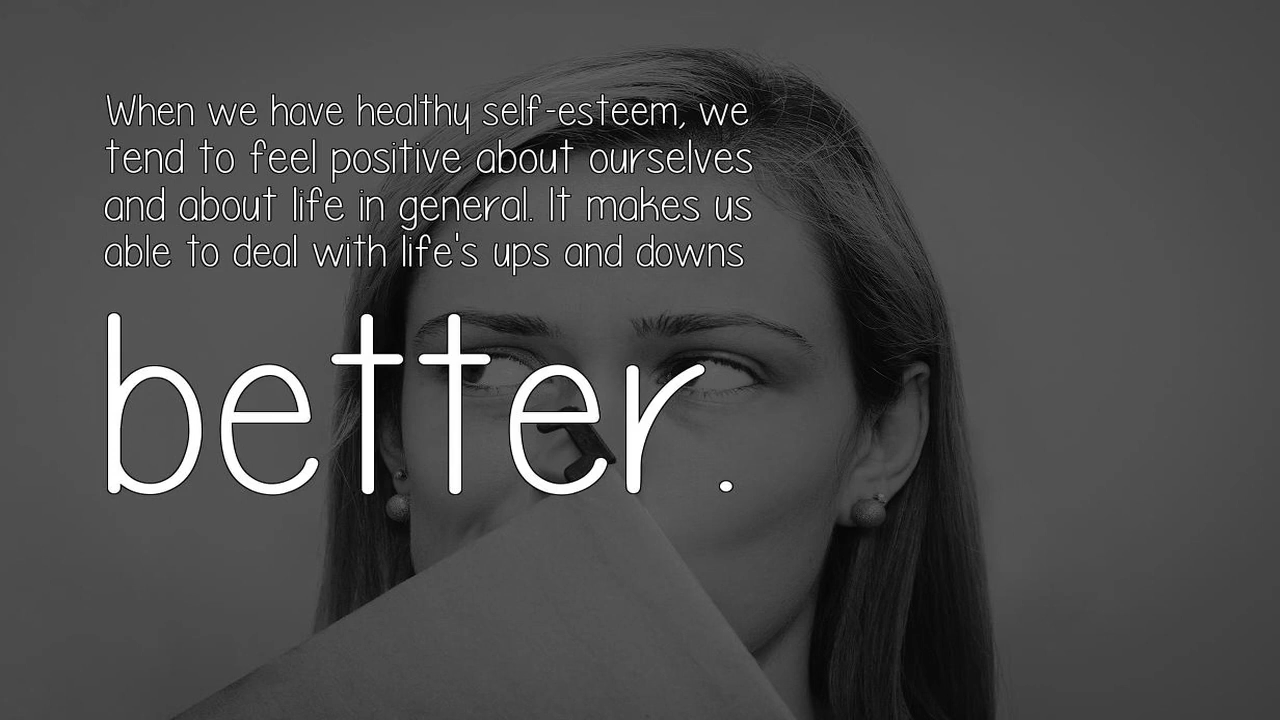 When we have healthy self-esteem, we
tend to feel positive about ourselves
and about life in general. It makes us
able to deal with life's ups and downs
better.